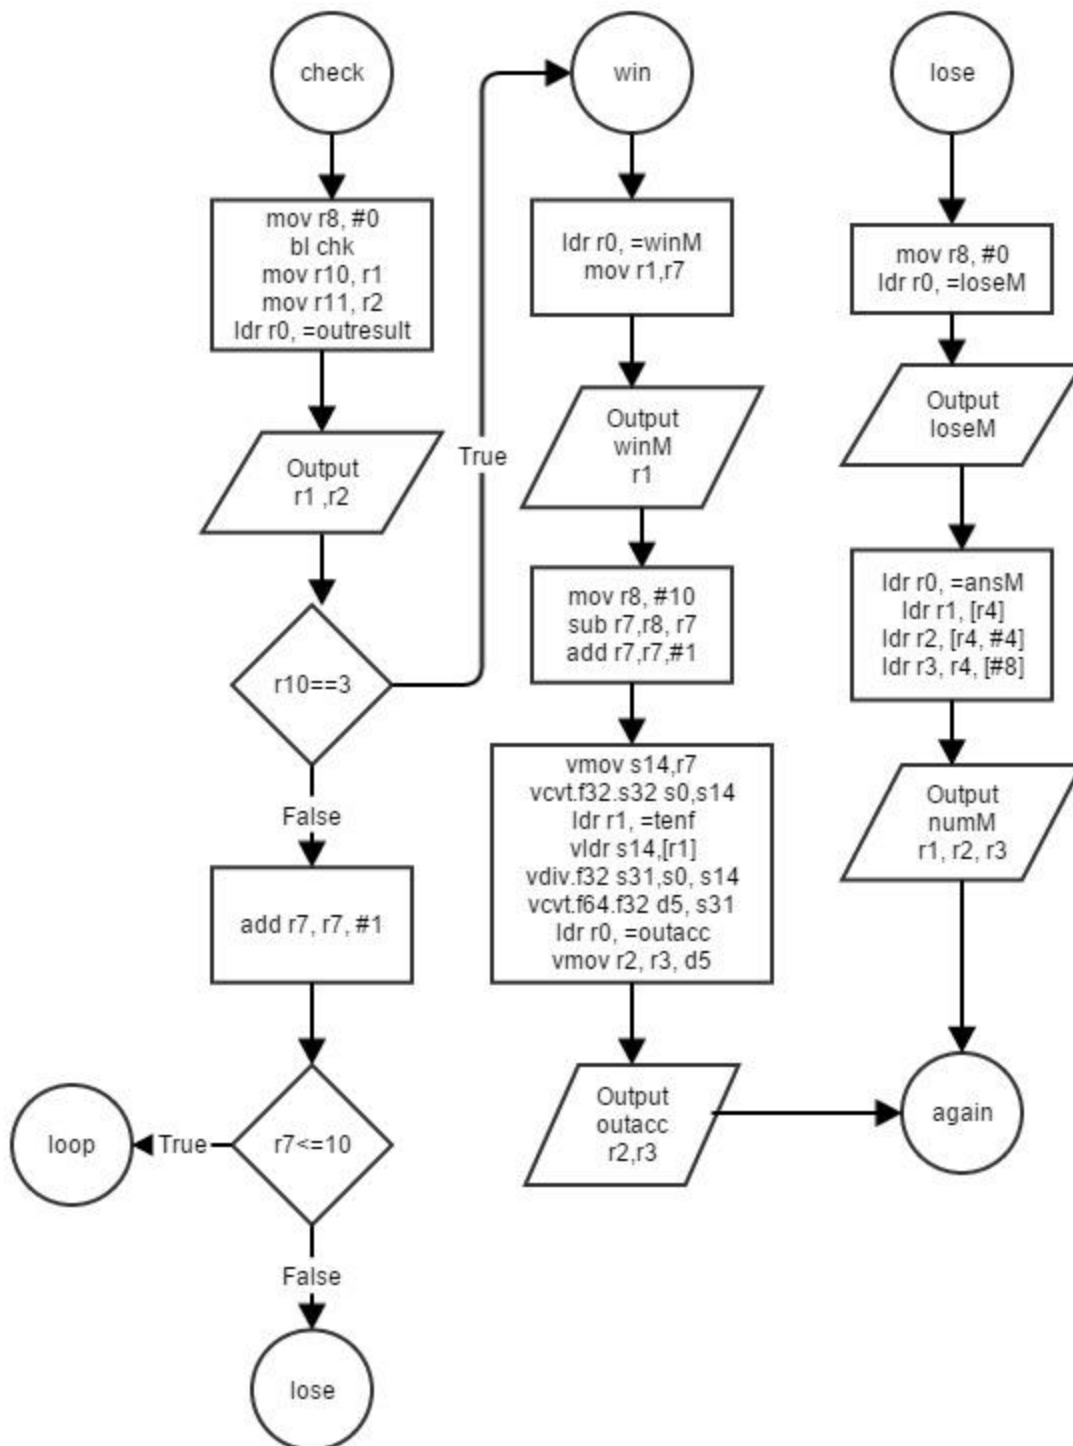 check
mov r8, #0
bl chk
mov r10, r1
mov r11, r2
ldr r0, =outresult
Output
r1 ,r2
r10==3
True
False
add r7, r7, #1
r7<=10
True
loop
False
lose
win
ldr r0, =winM
mov r1,r7
Output
winM
r1
mov r8, #10
sub r7,r8, r7
add r7,r7,#1
vmov s14,r7
vcvt.f32.s32 s0,s14
ldr r1, =tenf
vldr s14,[r1]
vdiv.f32 s31,s0, s14
vcvt.f64.f32 d5, s31
ldr r0, =outacc
vmov r2, r3, d5
Output
outacc
r2,r3
lose
mov r8, #0
ldr r0, =loseM
Output
loseM
ldr r0, =ansM
ldr r1, [r4]
ldr r2, [r4, #4]
ldr r3, r4, [#8]
Output
numM
r1, r2, r3
again